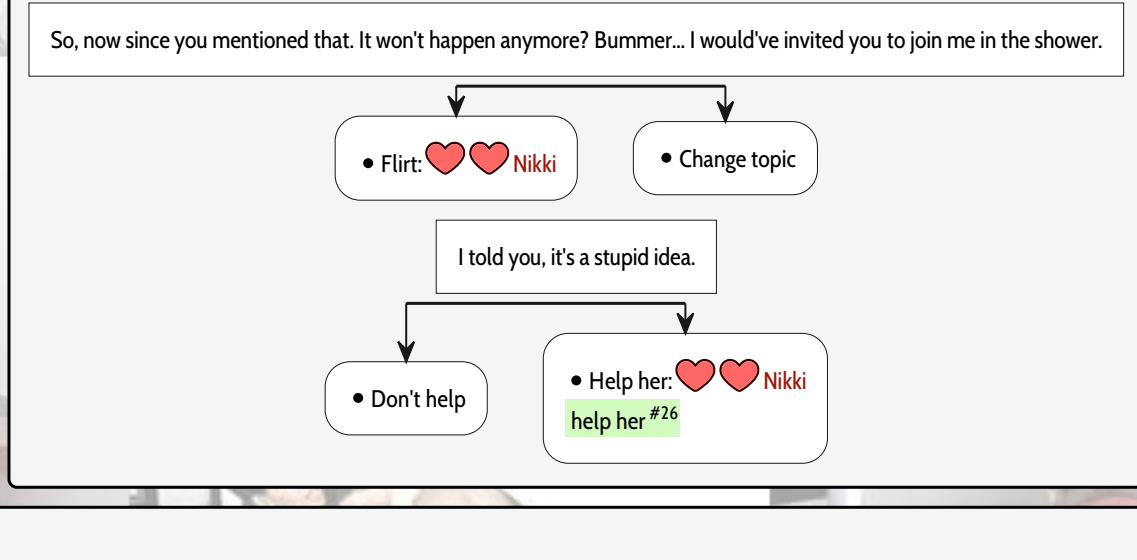 So, now since you mentioned that. It won't happen anymore? Bummer... I would've invited you to join me in the shower.
• Flirt: Nikki
• Change topic
I told you, it's a stupid idea.
• Don't help
• Help her: Nikki
help her #26